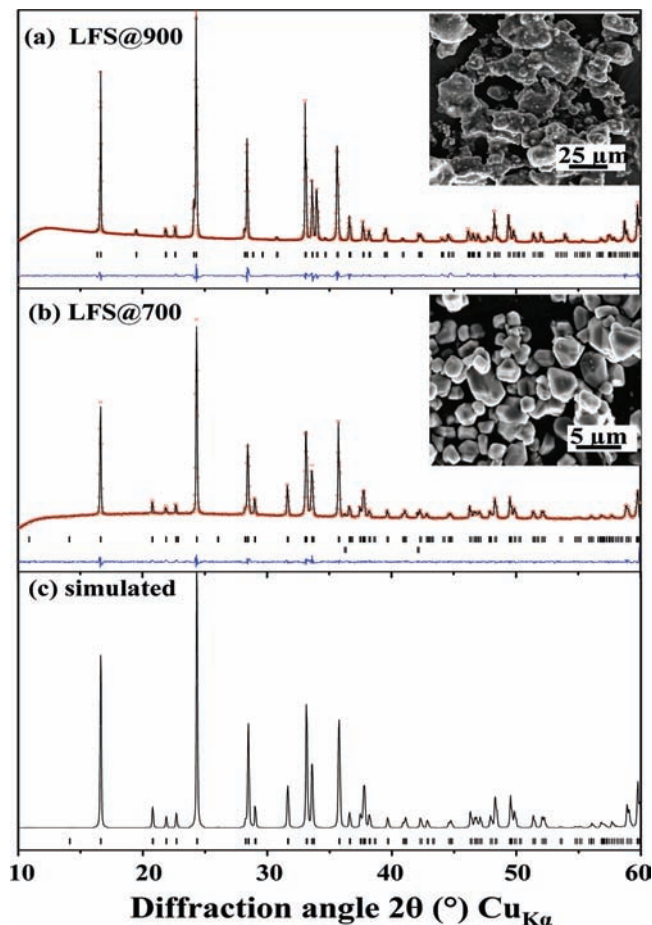 (a) LFS@900
25 µm
(b) LFS@700
5 µm
(c) simulated
10 20 30 40 50 60
Diffraction angle 2θ (°) CuKα